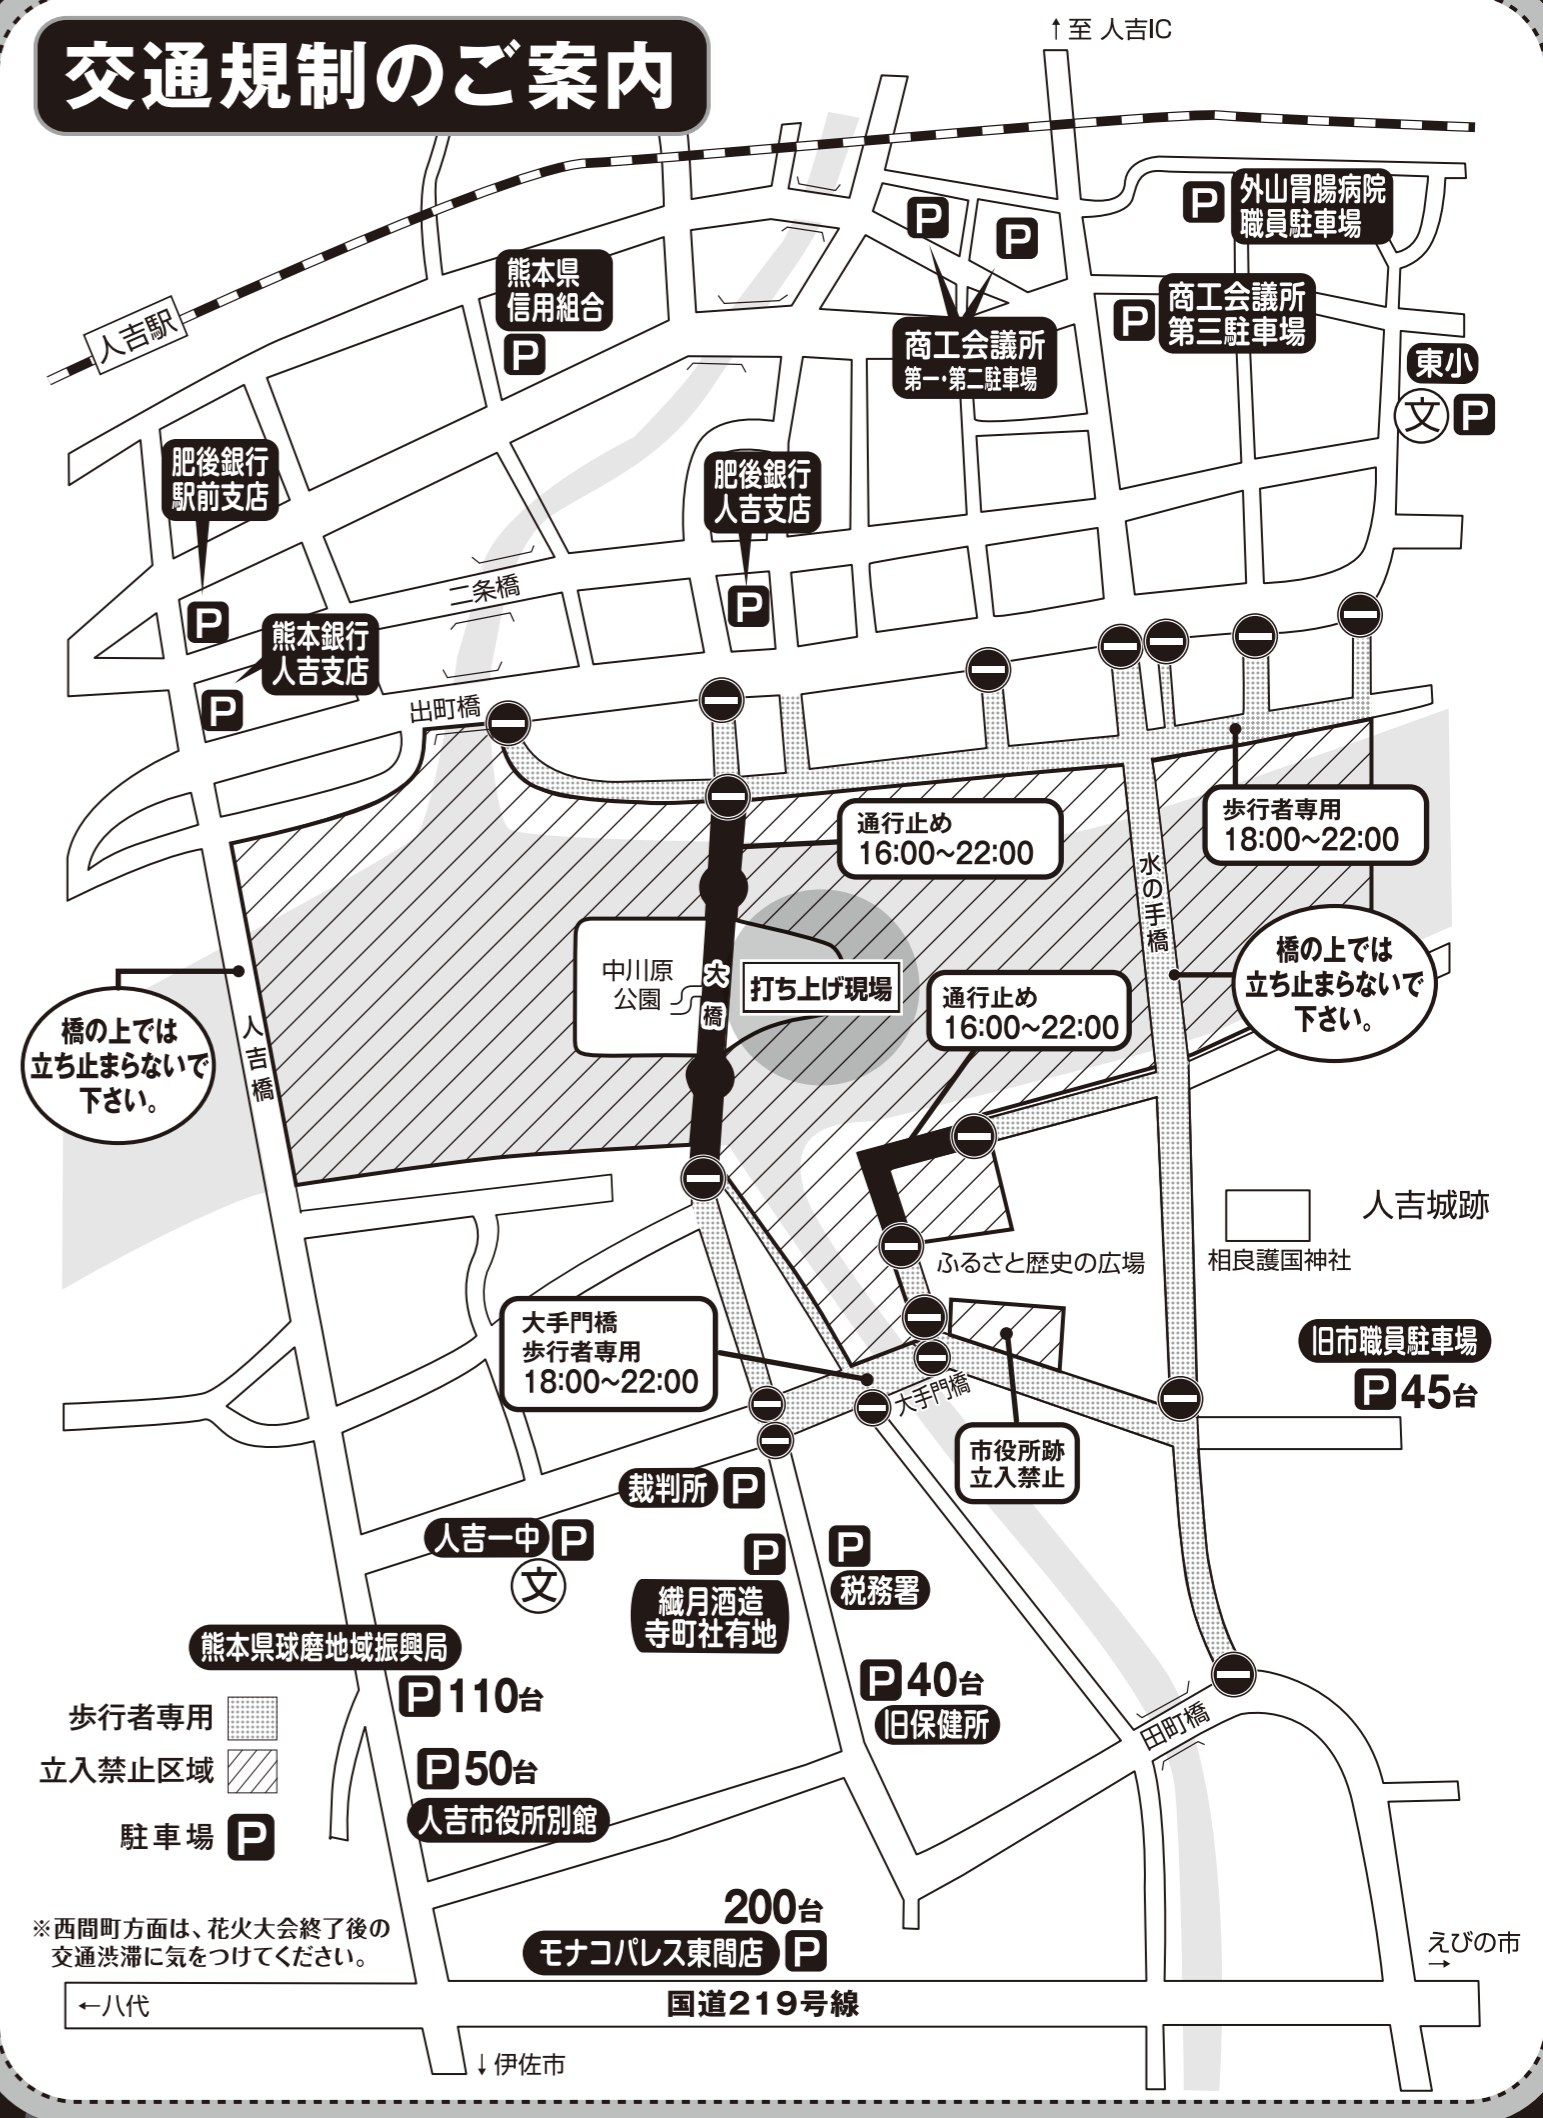 交通規制のご案内
↑至 人吉IC
P
外山胃腸病院
職員駐車場
P
P
熊本県
信用組合
P
人吉駅
商工会議所
第一・第二駐車場
P
商工会議所
第三駐車場
東小
文
P
肥後銀行
駅前支店
P
肥後銀行
人吉支店
P
二条橋
熊本銀行
人吉支店
P
出町橋
通行止め
16:00~22:00
歩行者専用
18:00~22:00
水の手橋
橋の上では
立ち止まらないで
下さい。
中川原
公園
大橋
打ち上げ現場
通行止め
16:00~22:00
橋の上では
立ち止まらないで
下さい。
人吉橋
人吉城跡
相良護国神社
ふるさと歴史の広場
大手門橋
歩行者専用
18:00~22:00
大手門橋
旧市職員駐車場
P45台
市役所跡
立入禁止
裁判所 P
人吉一中 P
文
P
繊月酒造
寺町社有地
P
税務署
熊本県球磨地域振興局
P110台
P40台
旧保健所
田町橋
P50台
人吉市役所別館
歩行者専用
立入禁止区域
駐車場 P
200台
モナコパレス東間店 P
※西間町方面は、花火大会終了後の
交通渋滞に気をつけてください。
えびの市
→
←八代
国道219号線
↓伊佐市